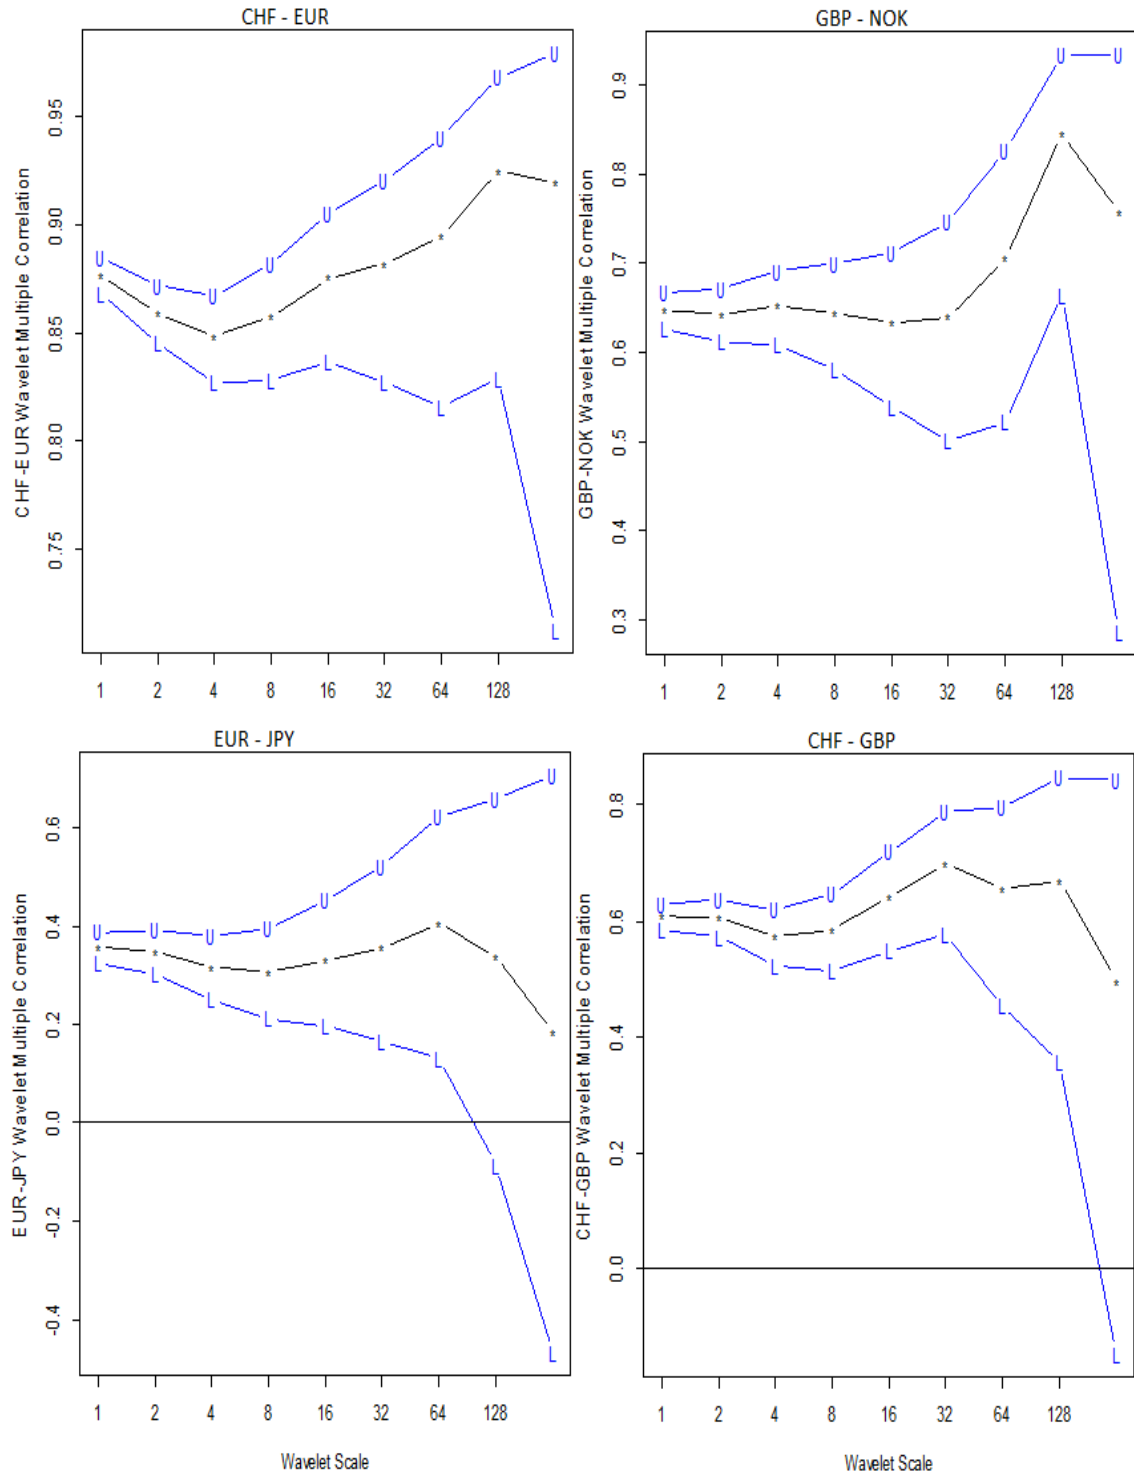 CHF - EUR
CHF-EUR Wavelet Multiple Correlation
0.95
0.90
0.85
0.80
0.75
U U U U U U U U U
* * * * * * * * *
L L L L L L L L L
1 2 4 8 16 32 64 128
GBP - NOK
GBP-NOK Wavelet Multiple Correlation
0.9
0.8
0.7
0.6
0.5
0.4
0.3
U U U U U U U U U
* * * * * * * * *
L L L L L L L L L
1 2 4 8 16 32 64 128
EUR - JPY
EUR-JPY Wavelet Multiple Correlation
0.6
0.4
0.2
0.0
-0.2
-0.4
U U U U U U U U U
* * * * * * * * *
L L L L L L L L L
1 2 4 8 16 32 64 128
Wavelet Scale
CHF - GBP
CHF-GBP Wavelet Multiple Correlation
0.8
0.6
0.4
0.2
0.0
U U U U U U U U U
* * * * * * * * *
L L L L L L L L L
1 2 4 8 16 32 64 128
Wavelet Scale